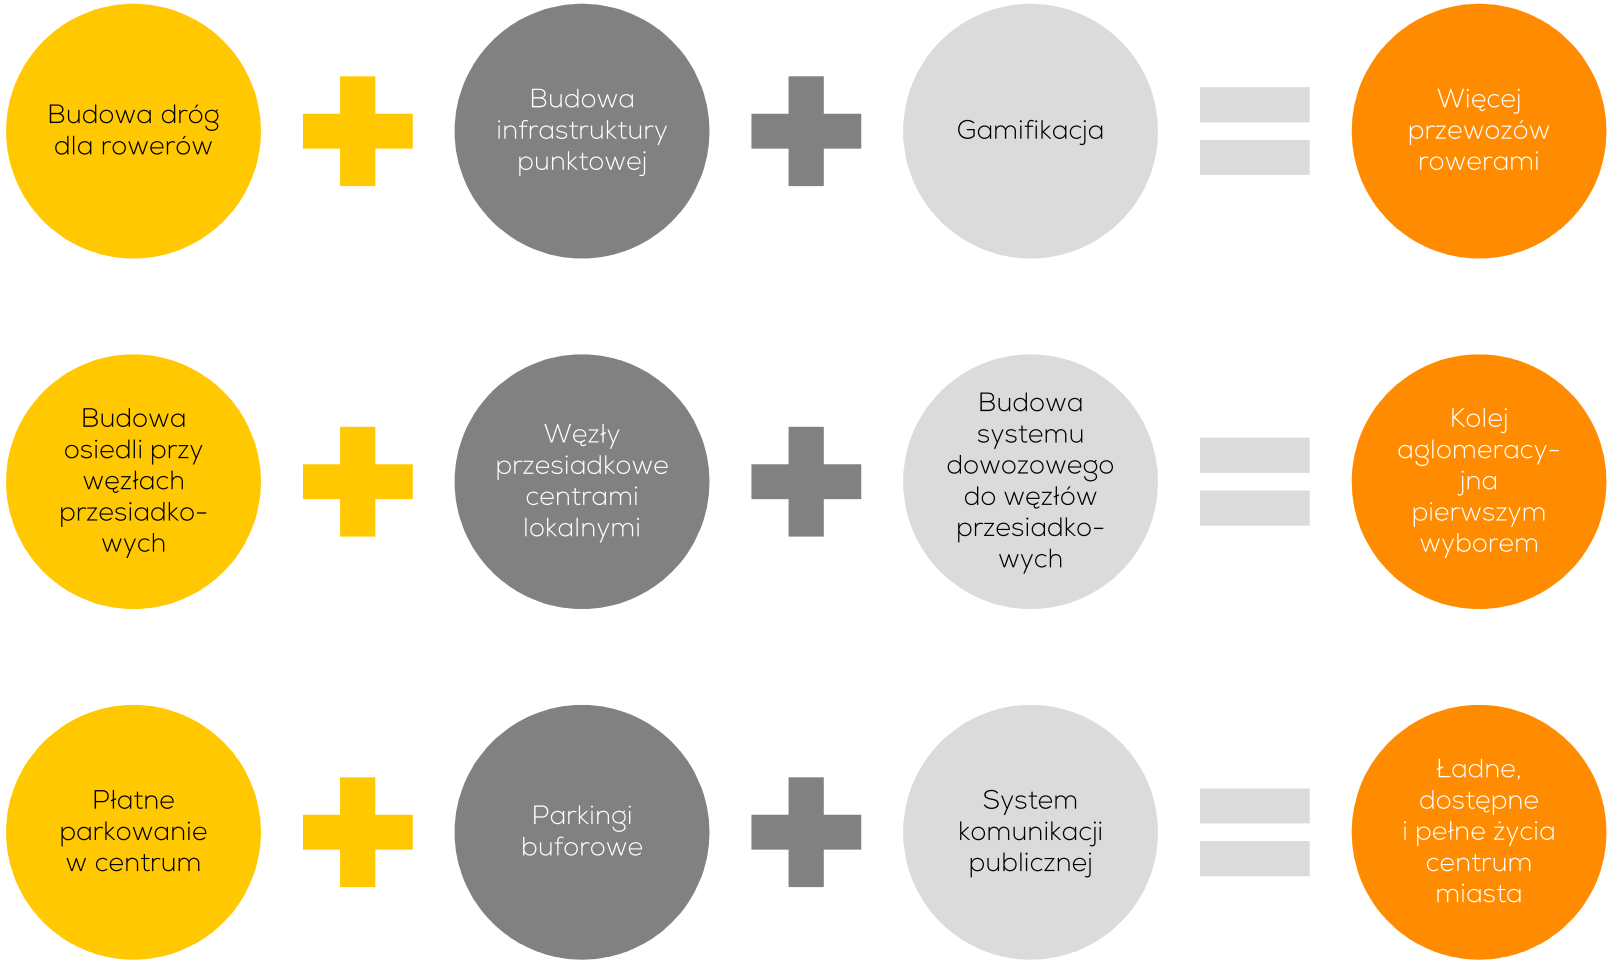 Budowa dróg
dla rowerów
Budowa
infrastruktury
punktowej
Gamifikacja
Więcej
przewozów
rowerami
Budowa
osiedli przy
węzłach
przesiadko-
wych
Węzły
przesiadkowe
centrami
lokalnymi
Budowa
systemu
dowozowego
do węzłów
przesiadko-
wych
Kolej
aglomeracy-
jna
pierwszym
wyborem
Płatne
parkowanie
w centrum
Parkingi
buforowe
System
komunikacji
publicznej
Ładne,
dostępne
i pełne życia
centrum
miasta